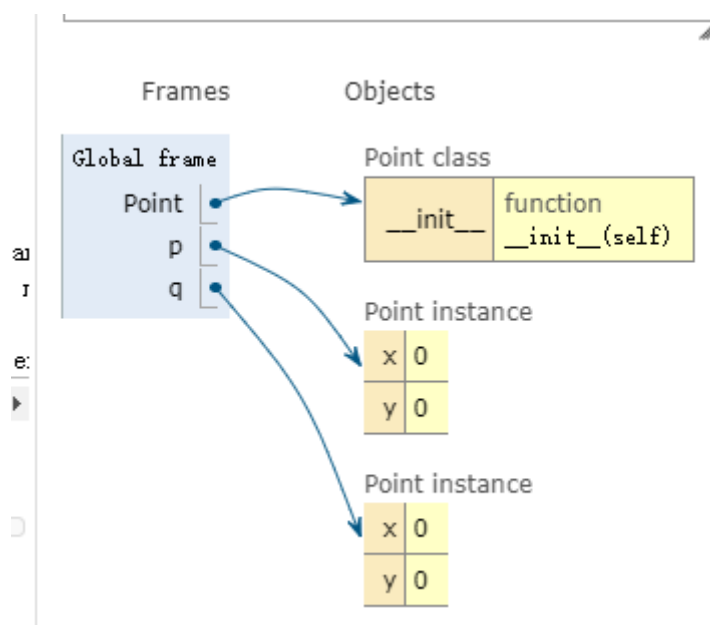 Frames Objects
Global frame
Point
p
q
Point class
__init__ function
__init__(self)
Point instance
x 0
y 0
Point instance
x 0
y 0